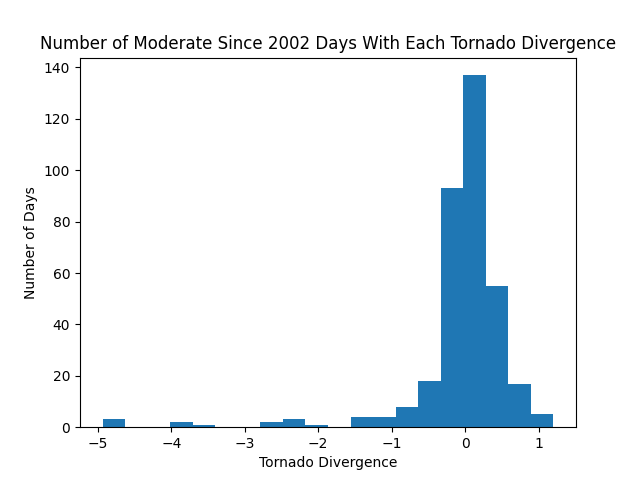 Number of Moderate Since 2002 Days With Each Tornado Divergence
140
120
100
80
60
40
20
0
Number of Days
−5 −4 −3 −2 −1 0 1
Tornado Divergence